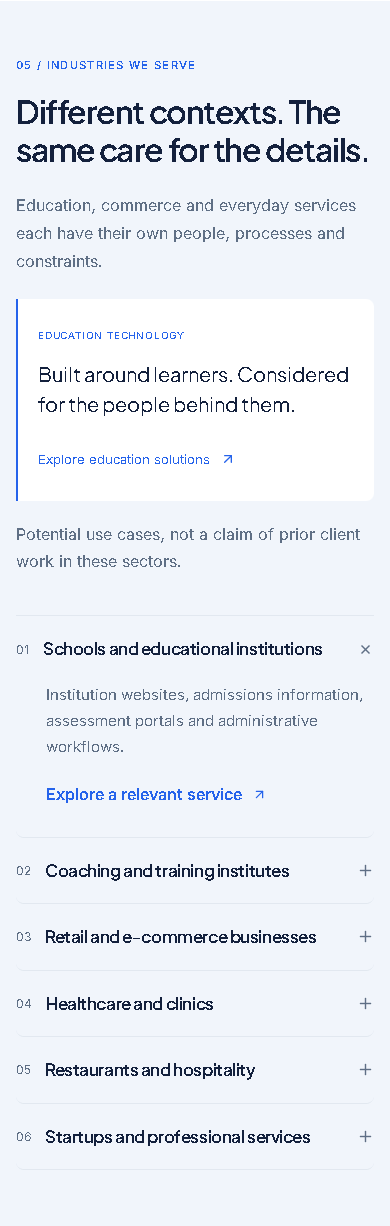 05 / INDUSTRIES WE SERVE
Different contexts. The
same care for the details.
Education, commerce and everyday services
each have their own people, processes and
constraints.
EDUCATION TECHNOLOGY
Built around learners. Considered
for the people behind them.
Explore education solutions
Potential use cases, not a claim of prior client
work in these sectors.
01 Schools and educational institutions
Institution websites, admissions information,
assessment portals and administrative
workflows.
Explore a relevant service
02 Coaching and training institutes
03 Retail and e-commerce businesses
04 Healthcare and clinics
05 Restaurants and hospitality
06 Startups and professional services